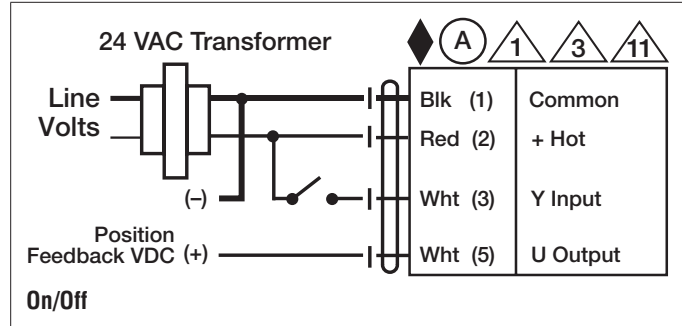 24 VAC Transformer
A 1 3 11
Line
Volts
Blk (1) Common
Red (2) + Hot
(–)
Wht (3) Y Input
Position
Feedback VDC (+)
Wht (5) U Output
On/Off